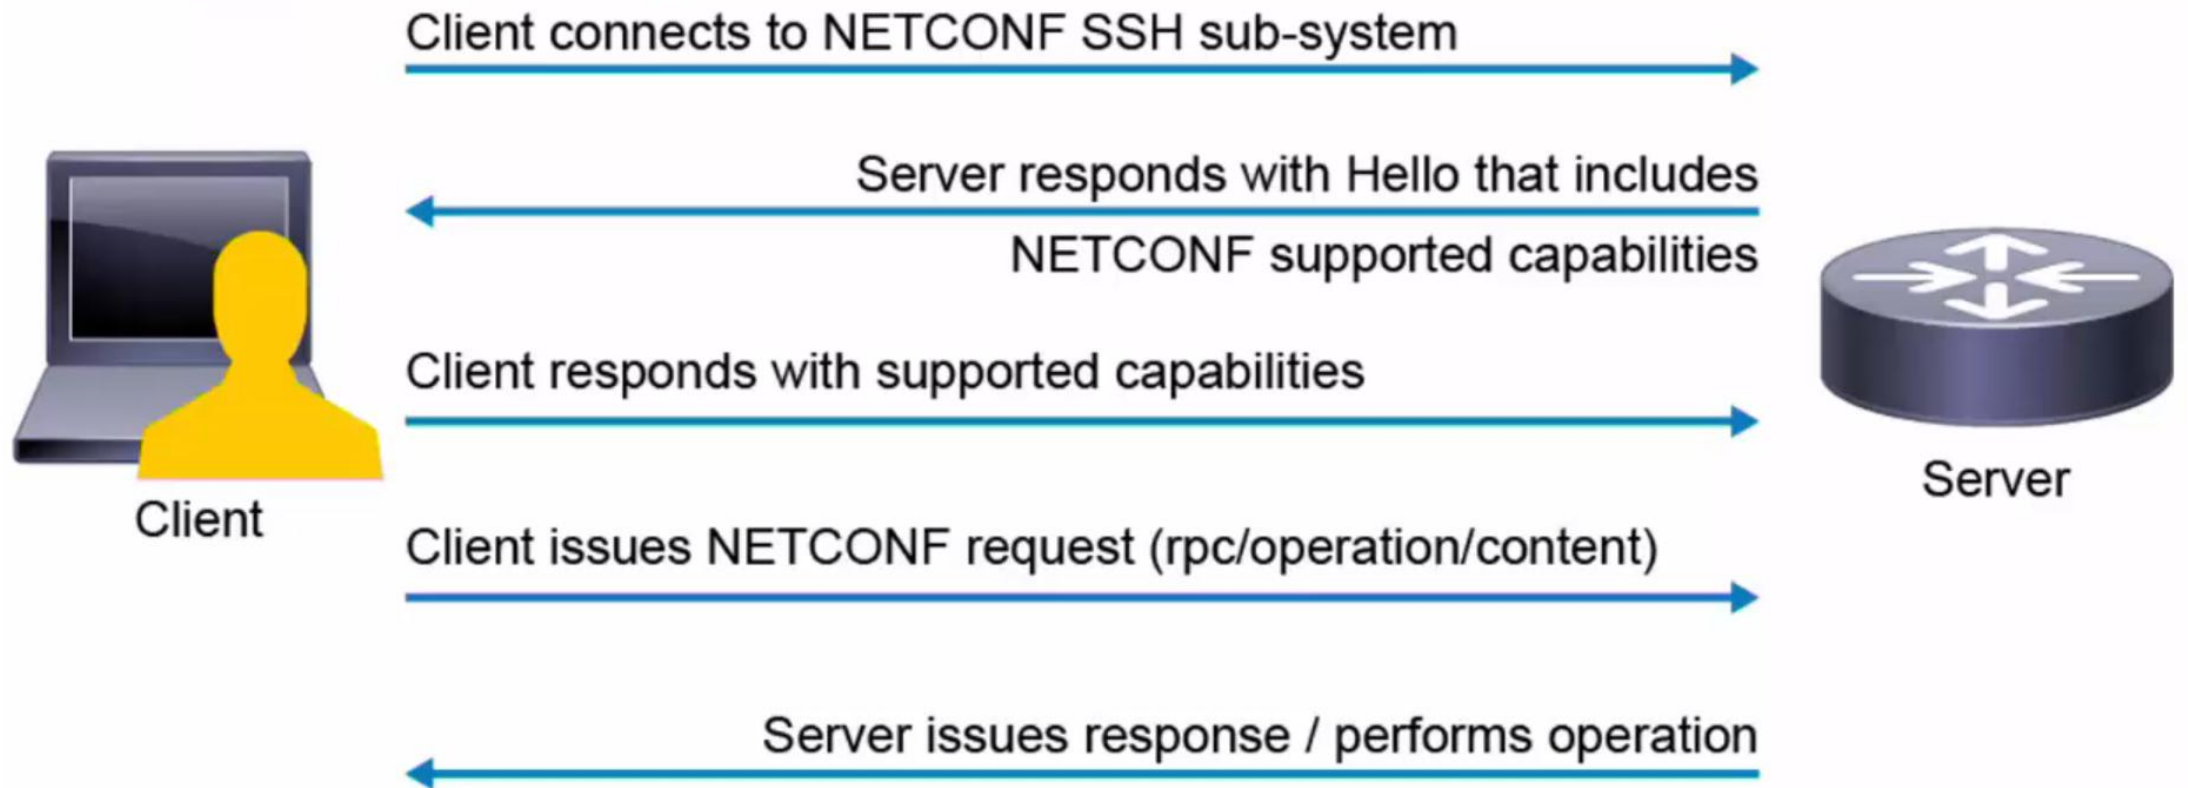 Client connects to NETCONF SSH sub-system
Server responds with Hello that includes
NETCONF supported capabilities
Client responds with supported capabilities
Server
Client
Client issues NETCONF request (rpc/operation/content)
Server issues response / performs operation